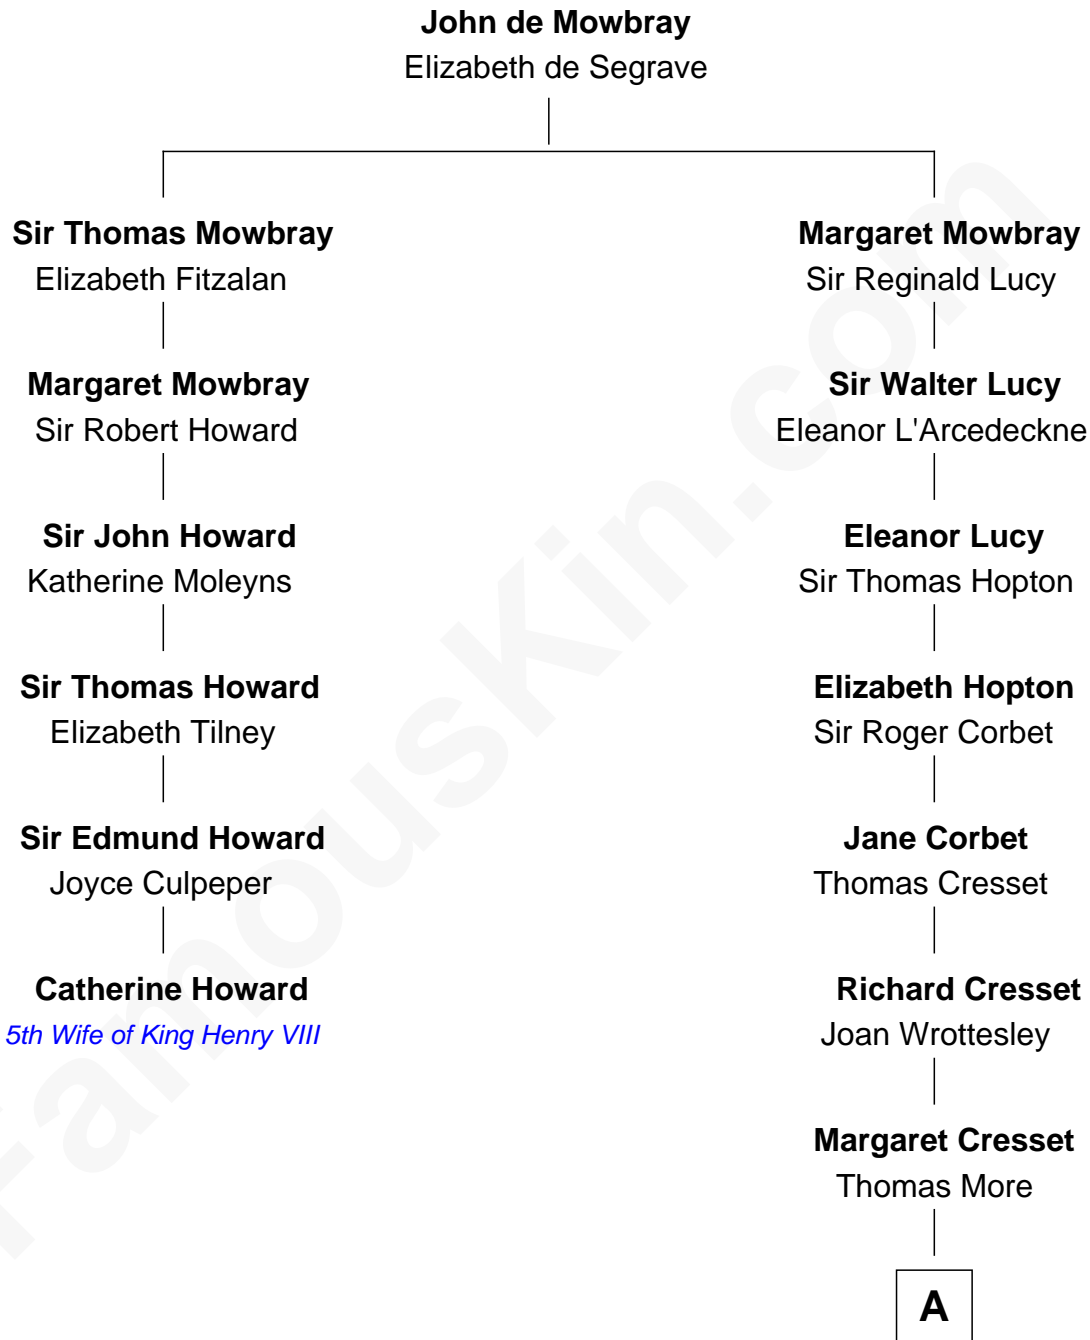 John de Mowbray
Elizabeth de Segrave
Sir Thomas Mowbray
Elizabeth Fitzalan
Margaret Mowbray
Sir Robert Howard
Sir John Howard
Katherine Moleyns
Sir Thomas Howard
Elizabeth Tilney
Sir Edmund Howard
Joyce Culpeper
Catherine Howard
5th Wife of King Henry VIII
Margaret Mowbray
Sir Reginald Lucy
Sir Walter Lucy
Eleanor L'Arcedeckne
Eleanor Lucy
Sir Thomas Hopton
Elizabeth Hopton
Sir Roger Corbet
Jane Corbet
Thomas Cresset
Richard Cresset
Joan Wrottesley
Margaret Cresset
Thomas More
A
FamousKin.com